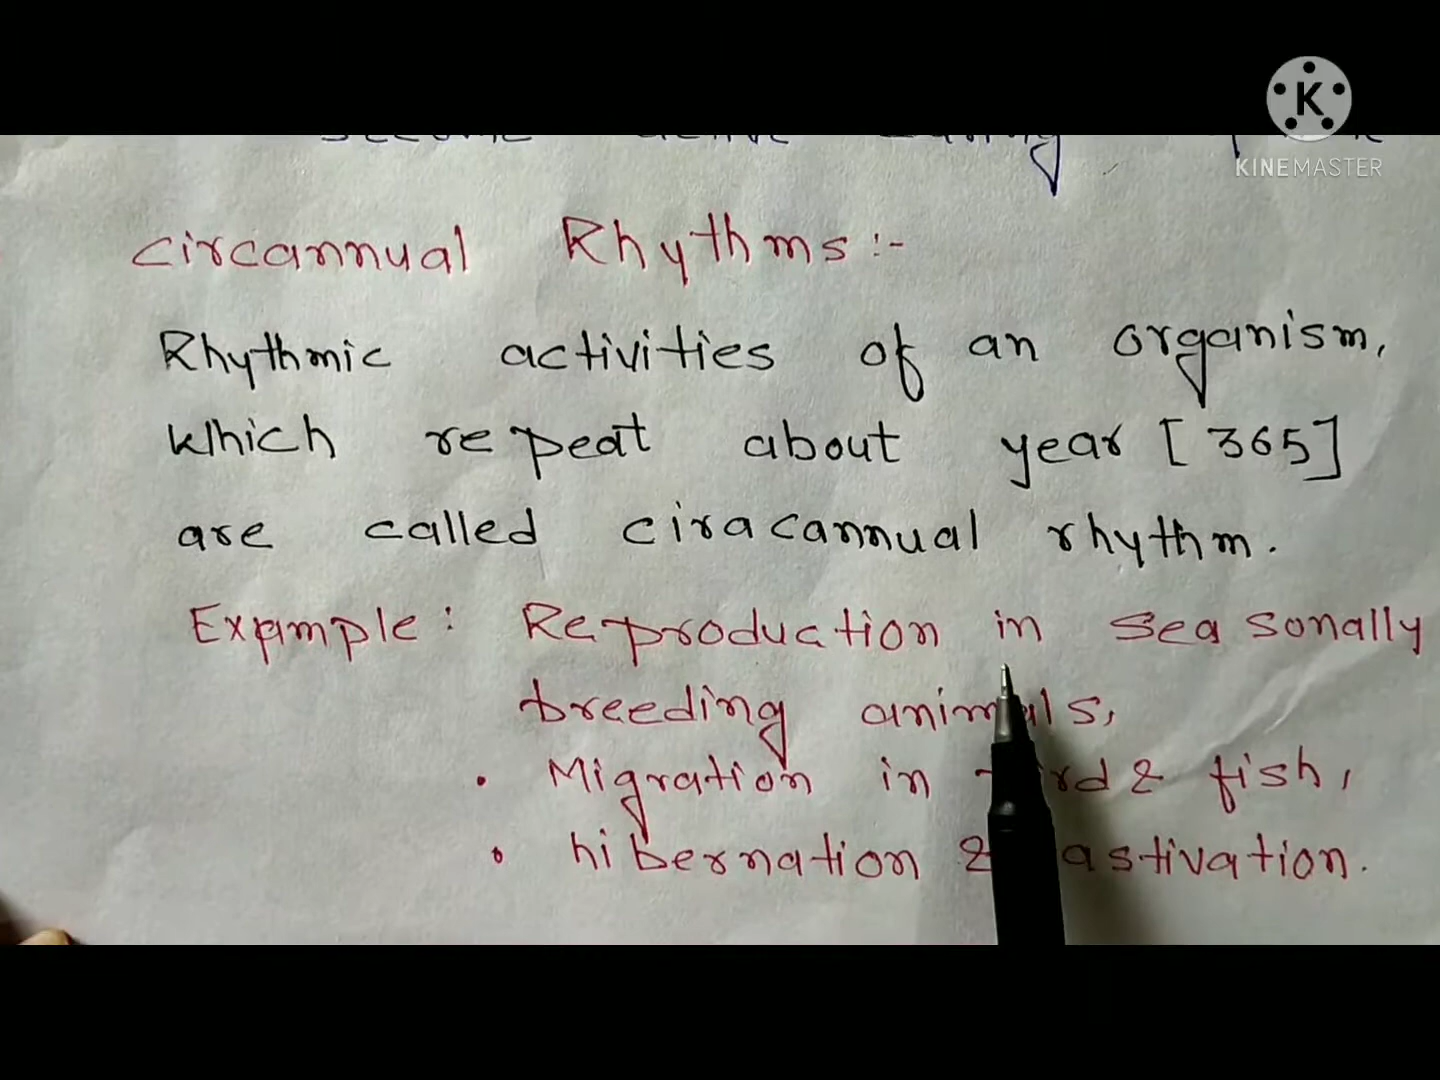 KINEMASTER
circannual Rhythms:-
Rhythmic activities of an organism,
which repeat about year [365]
are called ciracannual rhythm.
Example: Reproduction in seasonally
breeding animals,
• Migration in bird & fish,
• hibernation & astivation.